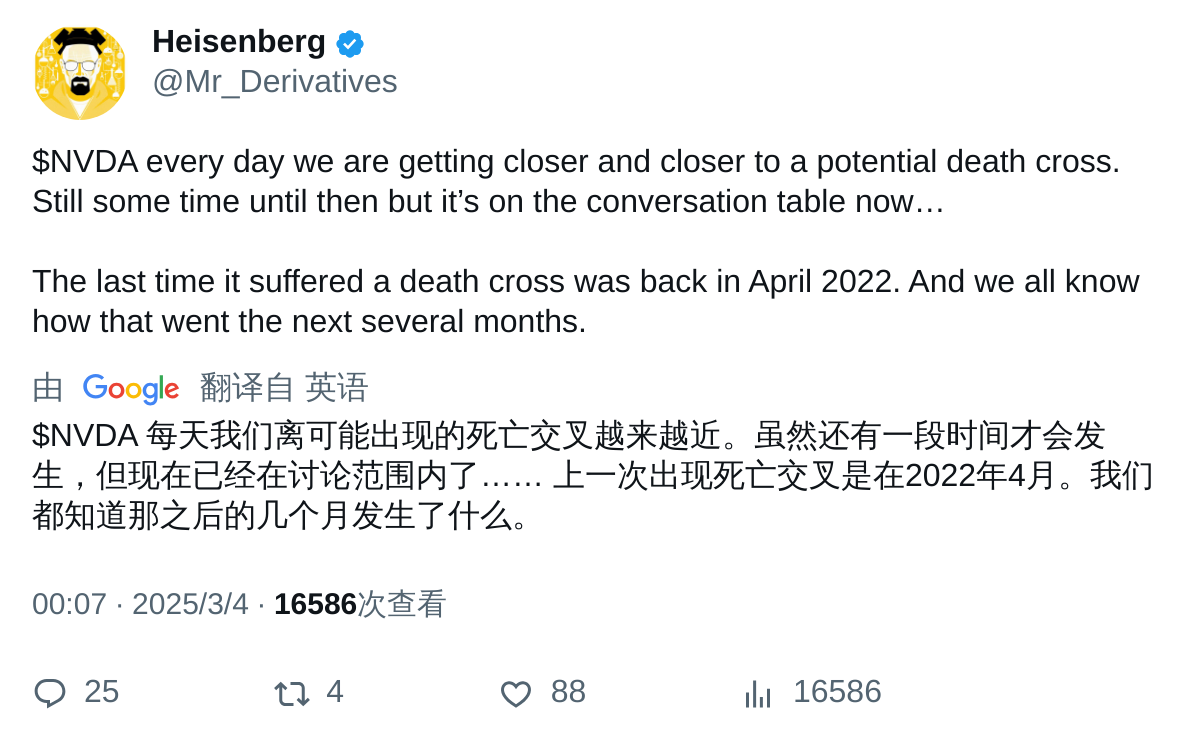 Heisenberg
@Mr_Derivatives
$NVDA every day we are getting closer and closer to a potential death cross.
Still some time until then but it’s on the conversation table now…
The last time it suffered a death cross was back in April 2022. And we all know
how that went the next several months.
由 Google 翻译自 英语
$NVDA 每天我们离可能出现的死亡交叉越来越近。虽然还有一段时间才会发
生，但现在已经在讨论范围内了…… 上一次出现死亡交叉是在2022年4月。我们
都知道那之后的几个月发生了什么。
00:07 · 2025/3/4 · 16586次查看
25 4 88 16586